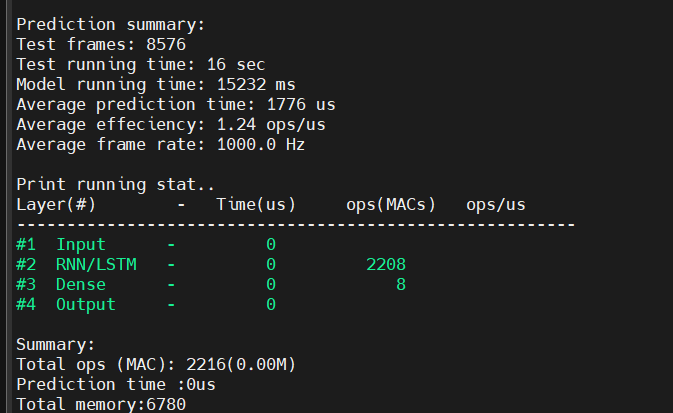 Prediction summary:
Test frames: 8576
Test running time: 16 sec
Model running time: 15232 ms
Average prediction time: 1776 us
Average effeciency: 1.24 ops/us
Average frame rate: 1000.0 Hz
Print running stat..
Layer(#) - Time(us) ops(MACs) ops/us
----------------------------------------------------------
#1 Input - 0
#2 RNN/LSTM - 0 2208
#3 Dense - 0 8
#4 Output - 0
Summary:
Total ops (MAC): 2216(0.00M)
Prediction time :0us
Total memory:6780